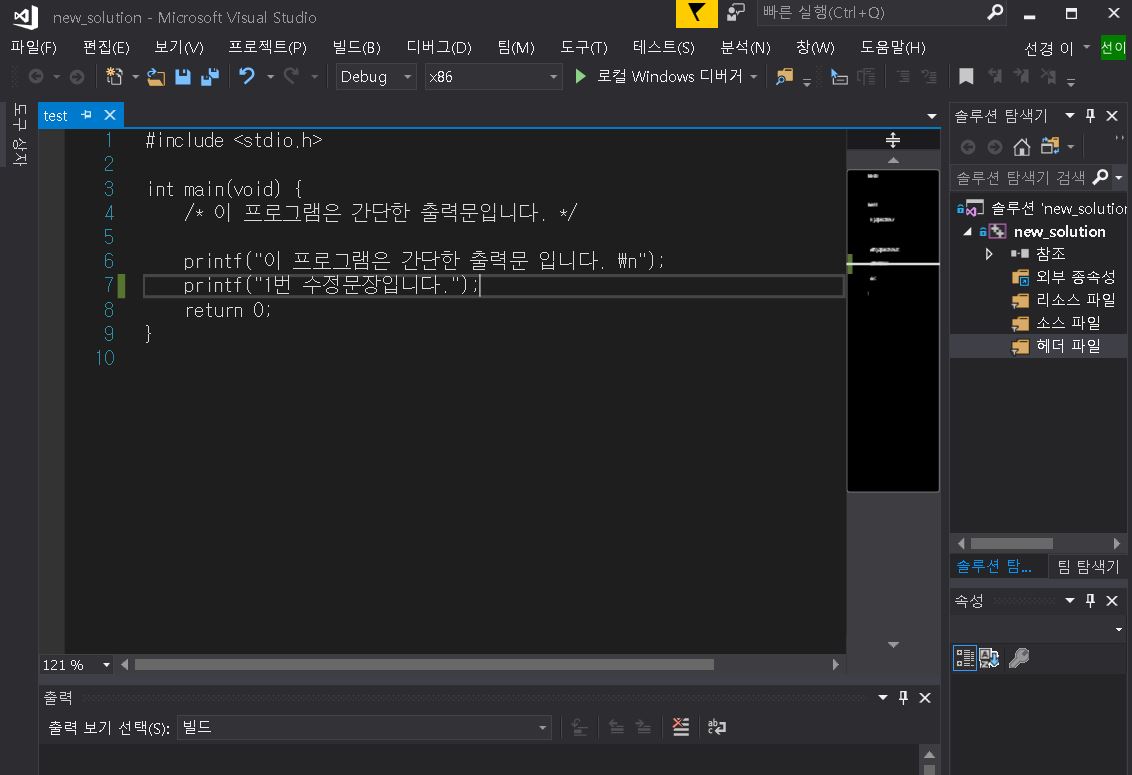 new_solution - Microsoft Visual Studio
빠른 실행(Ctrl+Q)
파일(F) 편집(E) 보기(V) 프로젝트(P) 빌드(B) 디버그(D) 팀(M) 도구(T) 테스트(S) 분석(N) 창(W) 도움말(H) 선경 이 선이
Debug x86 로컬 Windows 디버거
도구 상자
test
1 #include <stdio.h>
2
3 int main(void) {
4 /* 이 프로그램은 간단한 출력문입니다. */
5
6 printf("이 프로그램은 간단한 출력문 입니다. ₩n");
7 printf("1번 수정문장입니다.");
8 return 0;
9 }
10
121 %
솔루션 탐색기
솔루션 탐색기 검색
솔루션 'new_solution
new_solution
참조
외부 종속성
리소스 파일
소스 파일
헤더 파일
솔루션 탐... 팀 탐색기
속성
출력
출력 보기 선택(S): 빌드